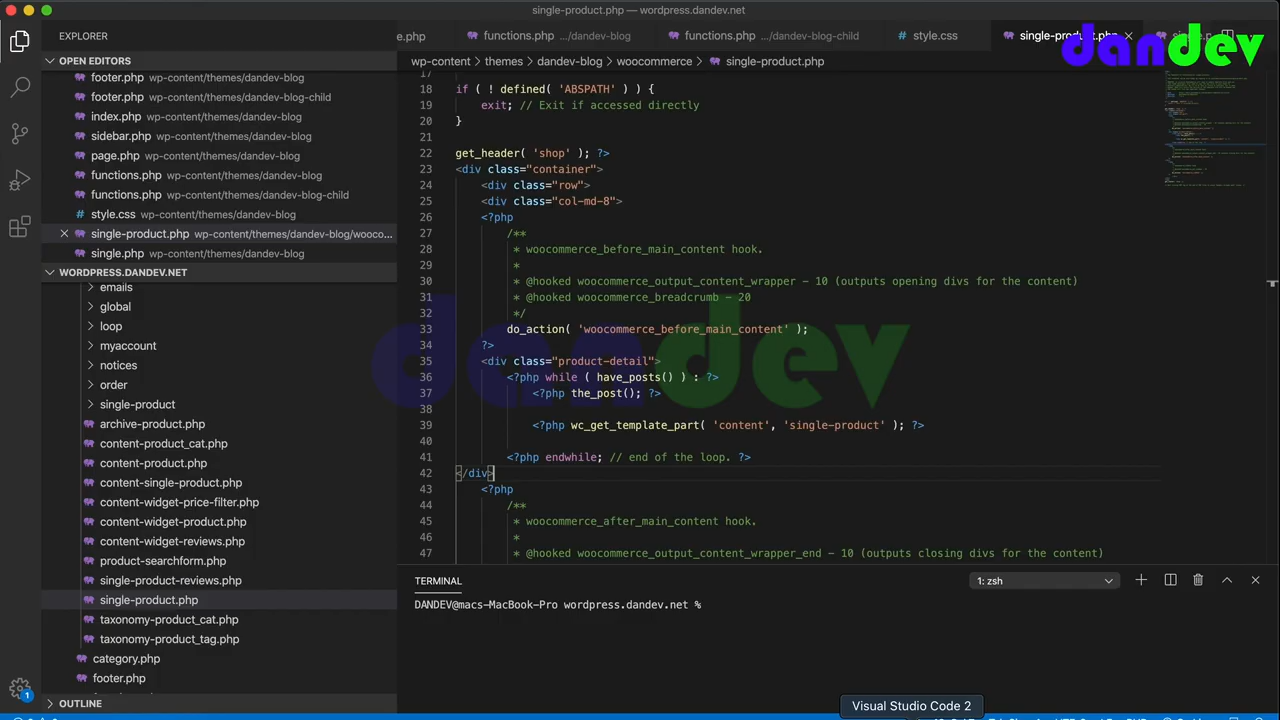 single-product.php — wordpress.dandev.net
EXPLORER
OPEN EDITORS
footer.php wp-content/themes/dandev-blog
footer.php wp-content/themes/dandev-blog
index.php wp-content/themes/dandev-blog
sidebar.php wp-content/themes/dandev-blog
page.php wp-content/themes/dandev-blog
functions.php wp-content/themes/dandev-blog
functions.php wp-content/themes/dandev-blog-child
# style.css wp-content/themes/dandev-blog
single-product.php wp-content/themes/dandev-blog/wooco...
single.php wp-content/themes/dandev-blog
WORDPRESS.DANDEV.NET
emails
global
loop
myaccount
notices
order
single-product
archive-product.php
content-product_cat.php
content-product.php
content-single-product.php
content-widget-price-filter.php
content-widget-product.php
content-widget-reviews.php
product-searchform.php
single-product-reviews.php
single-product.php
taxonomy-product_cat.php
taxonomy-product_tag.php
category.php
footer.php
OUTLINE
1
e.php
functions.php .../dandev-blog
functions.php .../dandev-blog-child
# style.css
single-product.php
dandev
wp-content > themes > dandev-blog > woocommerce > single-product.php
17
18 'ABSPATH' ) ) {
19 exit; // Exit if accessed directly
20 }
21
22 'shop' ); ?>
23 <div class="container">
24 <div class="row">
25 <div class="col-md-8">
26 <?php
27 /**
28 * woocommerce_before_main_content hook.
29 *
30 * @hooked woocommerce_output_content_wrapper - 10 (outputs opening divs for the content)
31 * @hooked woocommerce_breadcrumb - 20
32 */
33 do_action( 'woocommerce_before_main_content' );
34 ?>
35 <div class="product-detail">
36 <?php while ( have_posts() ) : ?>
37 <?php the_post(); ?>
38
39 <?php wc_get_template_part( 'content', 'single-product' ); ?>
40
41 <?php endwhile; // end of the loop. ?>
42 </div>
43 <?php
44 /**
45 * woocommerce_after_main_content hook.
46 *
47 * @hooked woocommerce_output_content_wrapper_end - 10 (outputs closing divs for the content)
dandev
TERMINAL
1: zsh
DANDEV@macs-MacBook-Pro wordpress.dandev.net %
Visual Studio Code 2